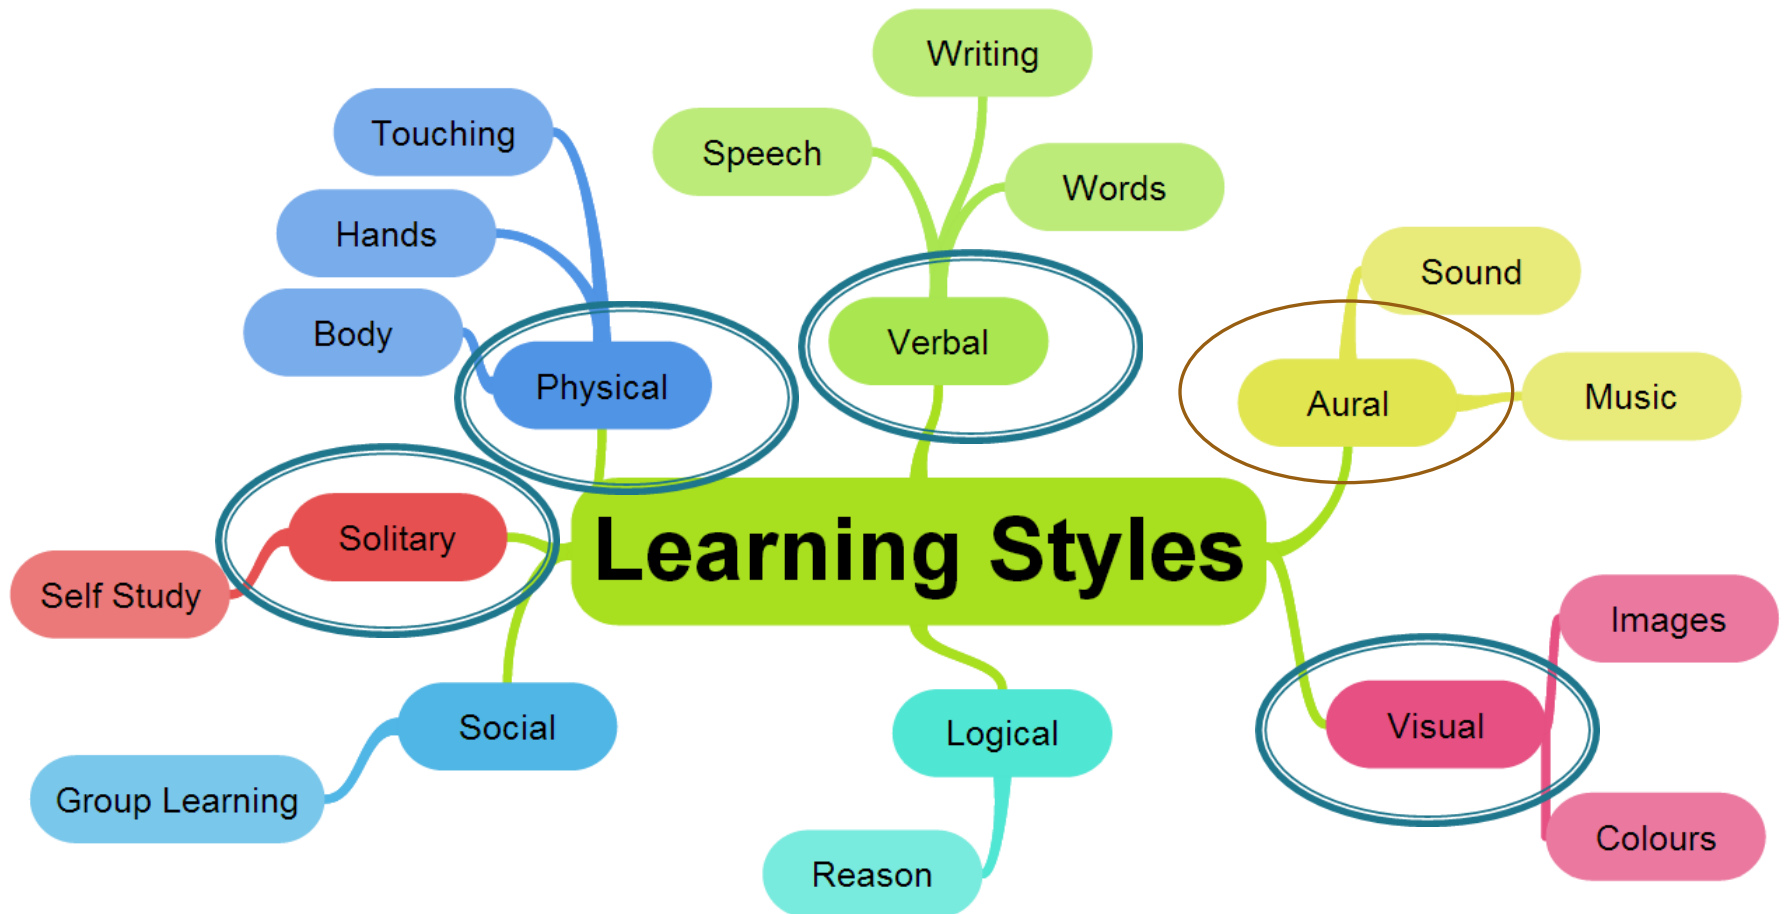 Writing
Touching
Speech
Words
Hands
Sound
Body
Verbal
Physical
Aural
Music
Solitary
Learning Styles
Self Study
Images
Social
Logical
Visual
Group Learning
Colours
Reason